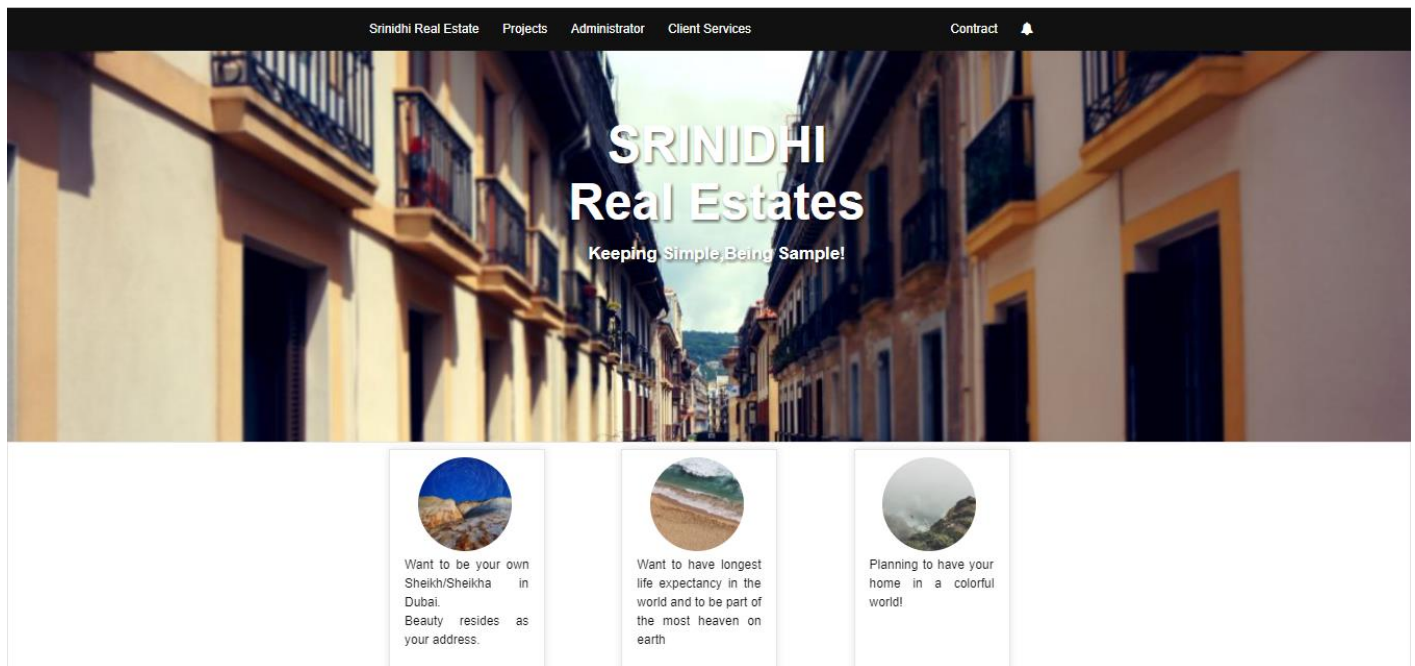 Srinidhi Real Estate Projects Administrator Client Services Contract
SRINIDHI
Real Estates
Keeping Simple,Being Sample!
Want to be your own
Sheikh/Sheikha in
Dubai.
Beauty resides as
your address.
Want to have longest
life expectancy in the
world and to be part of
the most heaven on
earth
Planning to have your
home in a colorful
world!